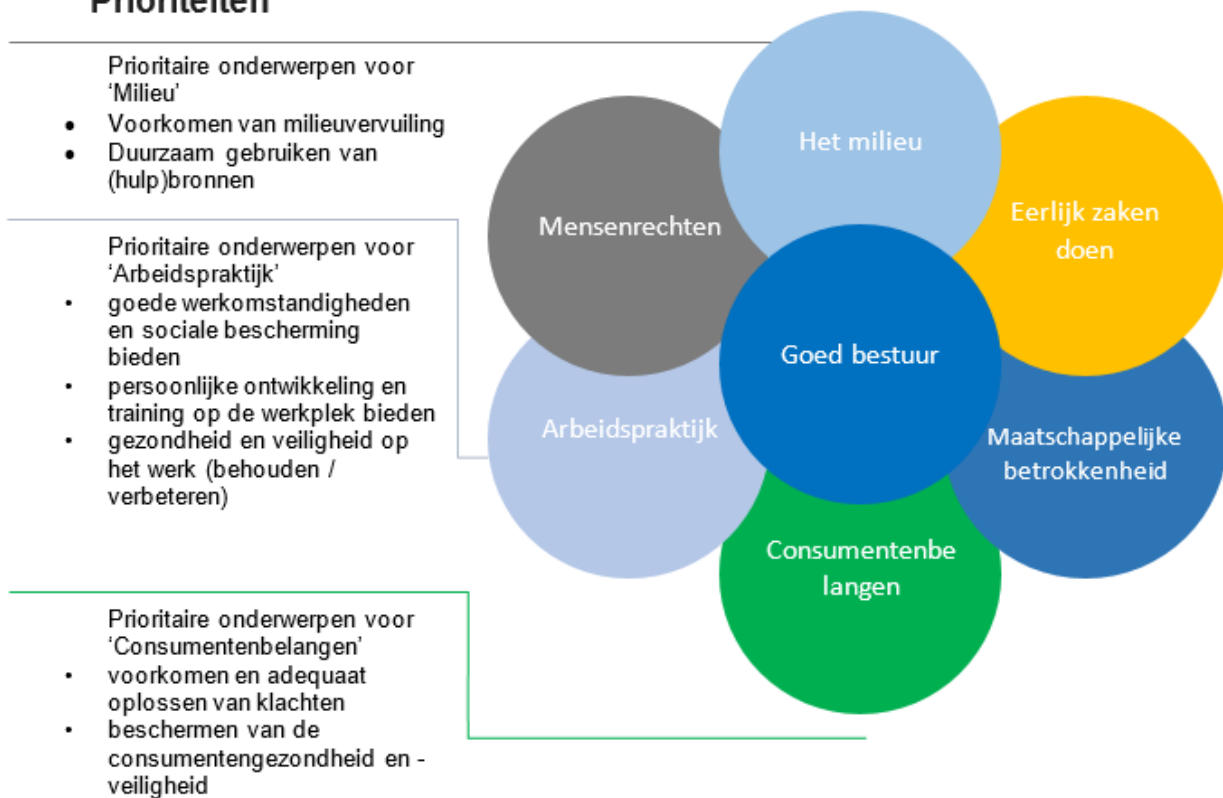 Prioriteiten
Prioritaire onderwerpen voor
‘Milieu’
• Voorkomen van milieuvervuiling
• Duurzaam gebruiken van
(hulp)bronnen
Prioritaire onderwerpen voor
‘Arbeidspraktijk’
• goede werkomstandigheden
en sociale bescherming
bieden
• persoonlijke ontwikkeling en
training op de werkplek bieden
• gezondheid en veiligheid op
het werk (behouden /
verbeteren)
Prioritaire onderwerpen voor
‘Consumentenbelangen’
• voorkomen en adequaat
oplossen van klachten
• beschermen van de
consumentengezondheid en -
veiligheid
Het milieu
Mensenrechten
Eerlijk zaken
doen
Goed bestuur
Arbeidspraktijk
Maatschappelijke
betrokkenheid
Consumentenbe
langen